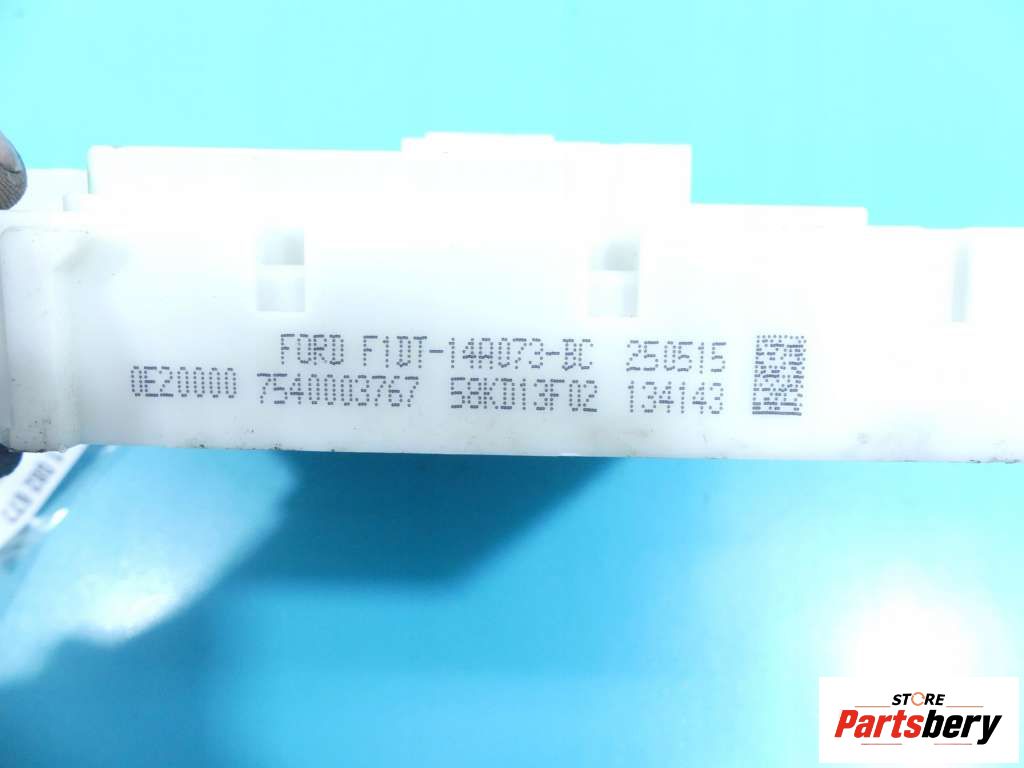 FORD F1DT-14A073-BC 250515
0E20000 7540003767 58KD13F02 134143
STORE
Partsbery